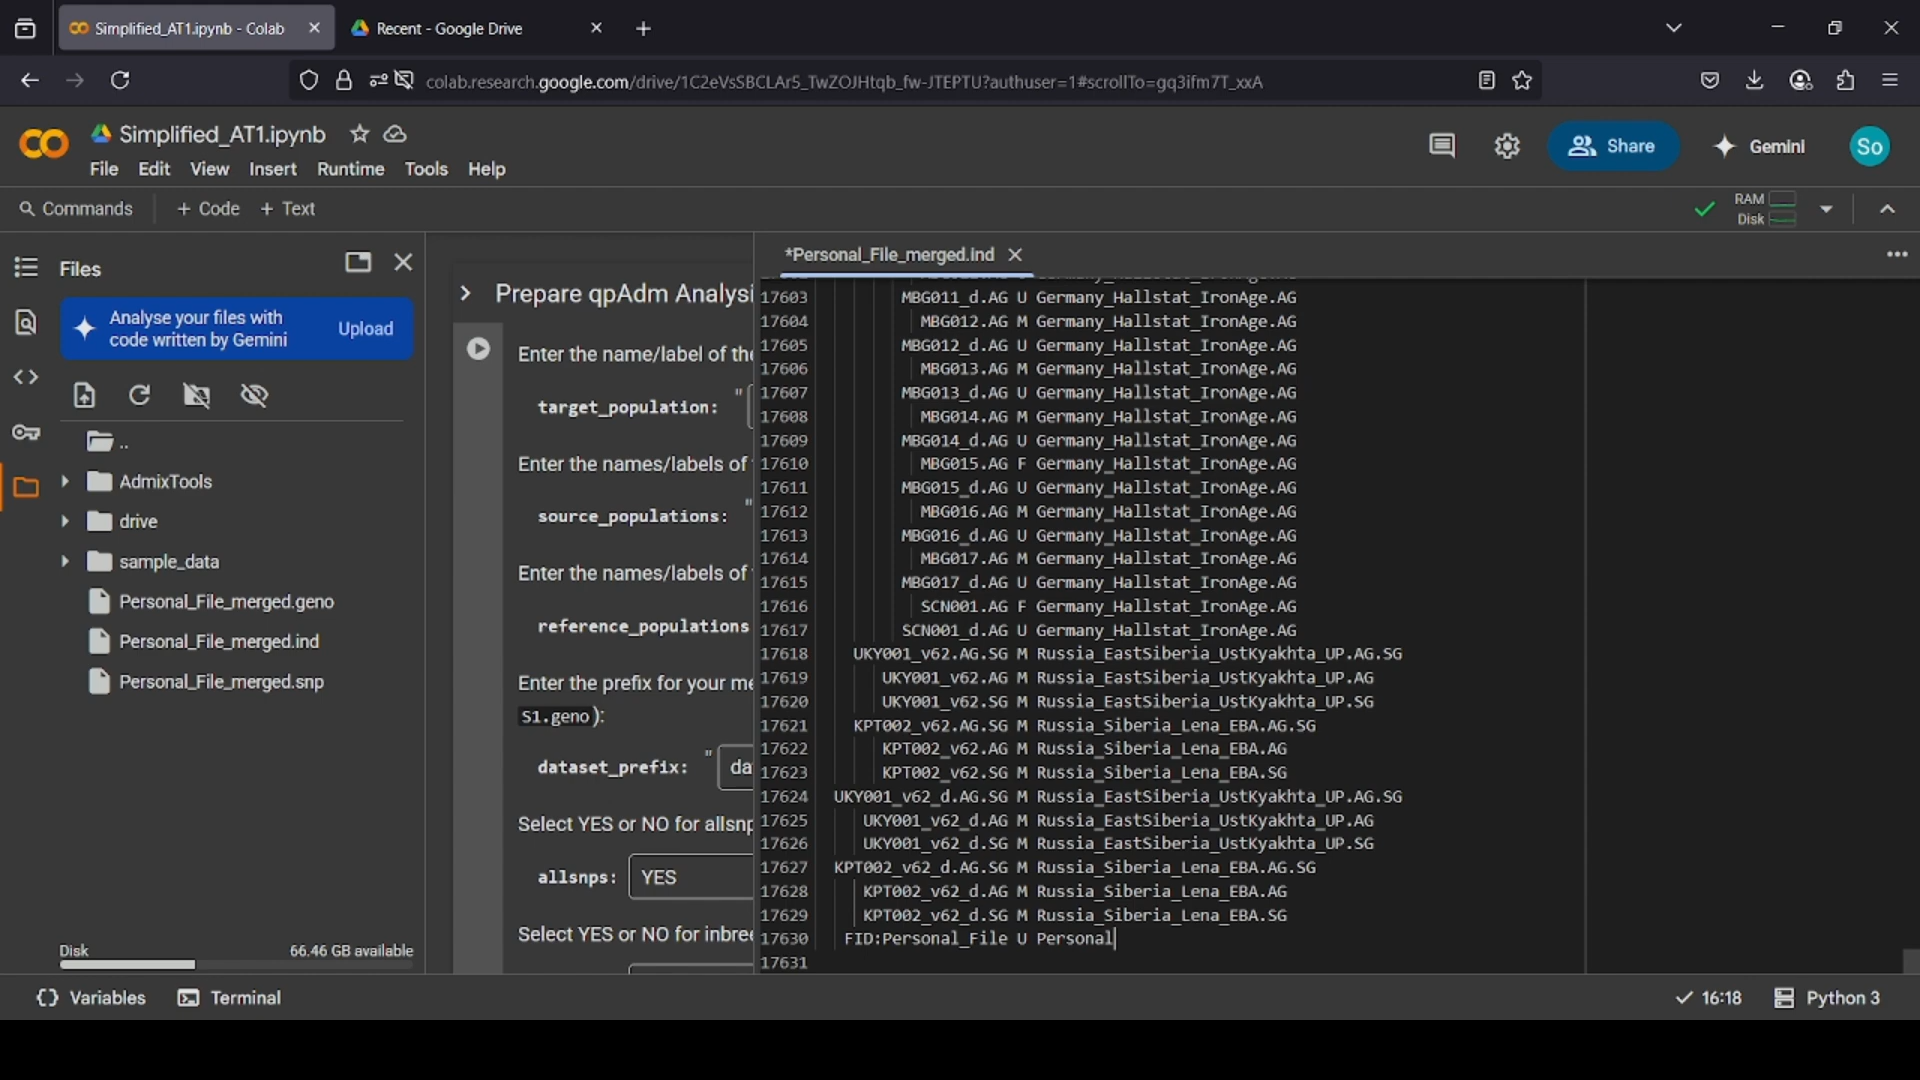 Simplified_AT1.ipynb - Colab
Recent - Google Drive
colab.research.google.com/drive/1C2eVsSBCLAr5_TwZOJHtqb_fw-JTEPTU?authuser=1#scrollTo=gq3ifm7T_xxA
Simplified_AT1.ipynb
File Edit View Insert Runtime Tools Help
Share
Gemini
So
Commands + Code + Text
RAM
Disk
Files
Analyse your files with
code written by Gemini
Upload
..
AdmixTools
drive
sample_data
Personal_File_merged.geno
Personal_File_merged.ind
Personal_File_merged.snp
Disk 66.46 GB available
Prepare qpAdm Analysi
Enter the name/label of the
target_population: "
Enter the names/labels of
source_populations: "
Enter the names/labels of
reference_populations
Enter the prefix for your me
S1.geno):
dataset_prefix: " da
Select YES or NO for allsnp
allsnps: YES
Select YES or NO for inbree
*Personal_File_merged.ind
17603 MBG011_d.AG U Germany_Hallstat_IronAge.AG
17604 MBG012.AG M Germany_Hallstat_IronAge.AG
17605 MBG012_d.AG U Germany_Hallstat_IronAge.AG
17606 MBG013.AG M Germany_Hallstat_IronAge.AG
17607 MBG013_d.AG U Germany_Hallstat_IronAge.AG
17608 MBG014.AG M Germany_Hallstat_IronAge.AG
17609 MBG014_d.AG U Germany_Hallstat_IronAge.AG
17610 MBG015.AG F Germany_Hallstat_IronAge.AG
17611 MBG015_d.AG U Germany_Hallstat_IronAge.AG
17612 MBG016.AG M Germany_Hallstat_IronAge.AG
17613 MBG016_d.AG U Germany_Hallstat_IronAge.AG
17614 MBG017.AG M Germany_Hallstat_IronAge.AG
17615 MBG017_d.AG U Germany_Hallstat_IronAge.AG
17616 SCN001.AG F Germany_Hallstat_IronAge.AG
17617 SCN001_d.AG U Germany_Hallstat_IronAge.AG
17618 UKY001_v62.AG.SG M Russia_EastSiberia_UstKyakhta_UP.AG.SG
17619 UKY001_v62.AG M Russia_EastSiberia_UstKyakhta_UP.AG
17620 UKY001_v62.SG M Russia_EastSiberia_UstKyakhta_UP.SG
17621 KPT002_v62.AG.SG M Russia_Siberia_Lena_EBA.AG.SG
17622 KPT002_v62.AG M Russia_Siberia_Lena_EBA.AG
17623 KPT002_v62.SG M Russia_Siberia_Lena_EBA.SG
17624 UKY001_v62_d.AG.SG M Russia_EastSiberia_UstKyakhta_UP.AG.SG
17625 UKY001_v62_d.AG M Russia_EastSiberia_UstKyakhta_UP.AG
17626 UKY001_v62_d.SG M Russia_EastSiberia_UstKyakhta_UP.SG
17627 KPT002_v62_d.AG.SG M Russia_Siberia_Lena_EBA.AG.SG
17628 KPT002_v62_d.AG M Russia_Siberia_Lena_EBA.AG
17629 KPT002_v62_d.SG M Russia_Siberia_Lena_EBA.SG
17630 FID:Personal_File U Personal
17631
Variables Terminal
16:18 Python 3